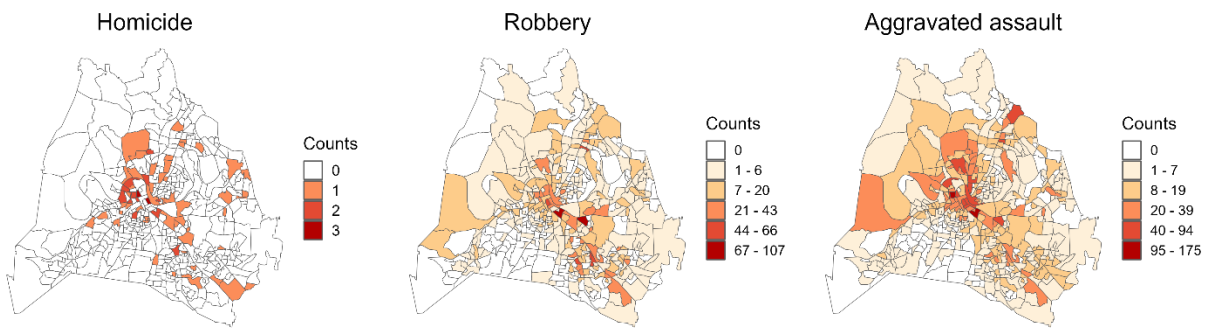 Homicide
Counts
0
1
2
3
Robbery
Counts
0
1 - 6
7 - 20
21 - 43
44 - 66
67 - 107
Aggravated assault
Counts
0
1 - 7
8 - 19
20 - 39
40 - 94
95 - 175